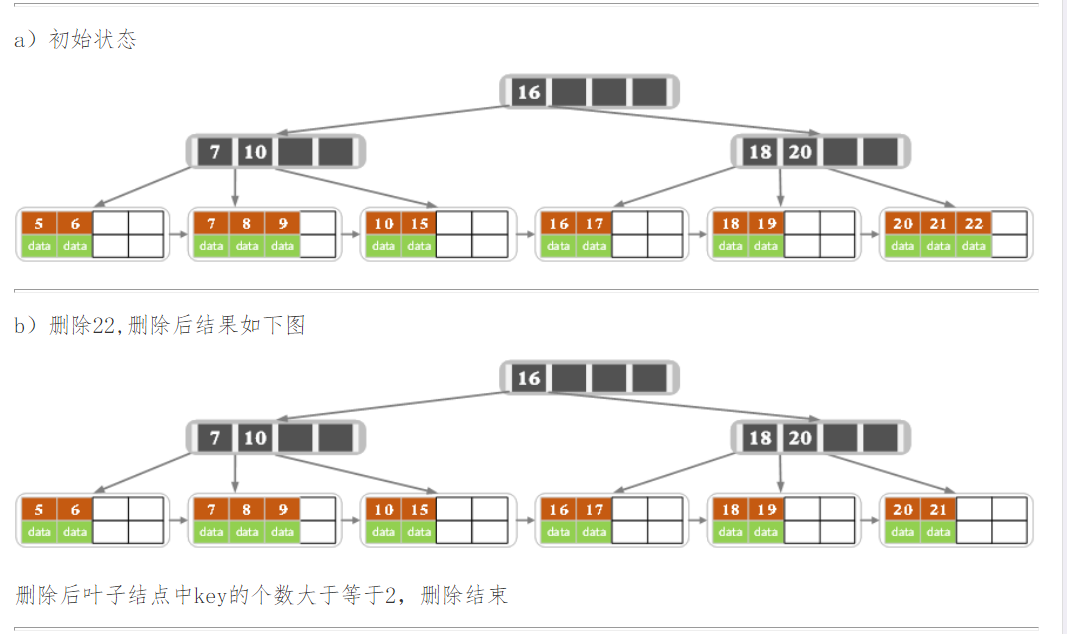 a）初始状态
16
7 10 18 20
5 6 7 8 9 10 15 16 17 18 19 20 21 22
data data data data data data data data data data data data data data
b）删除22,删除后结果如下图
16
7 10 18 20
5 6 7 8 9 10 15 16 17 18 19 20 21
data data data data data data data data data data data data data
删除后叶子结点中key的个数大于等于2，删除结束